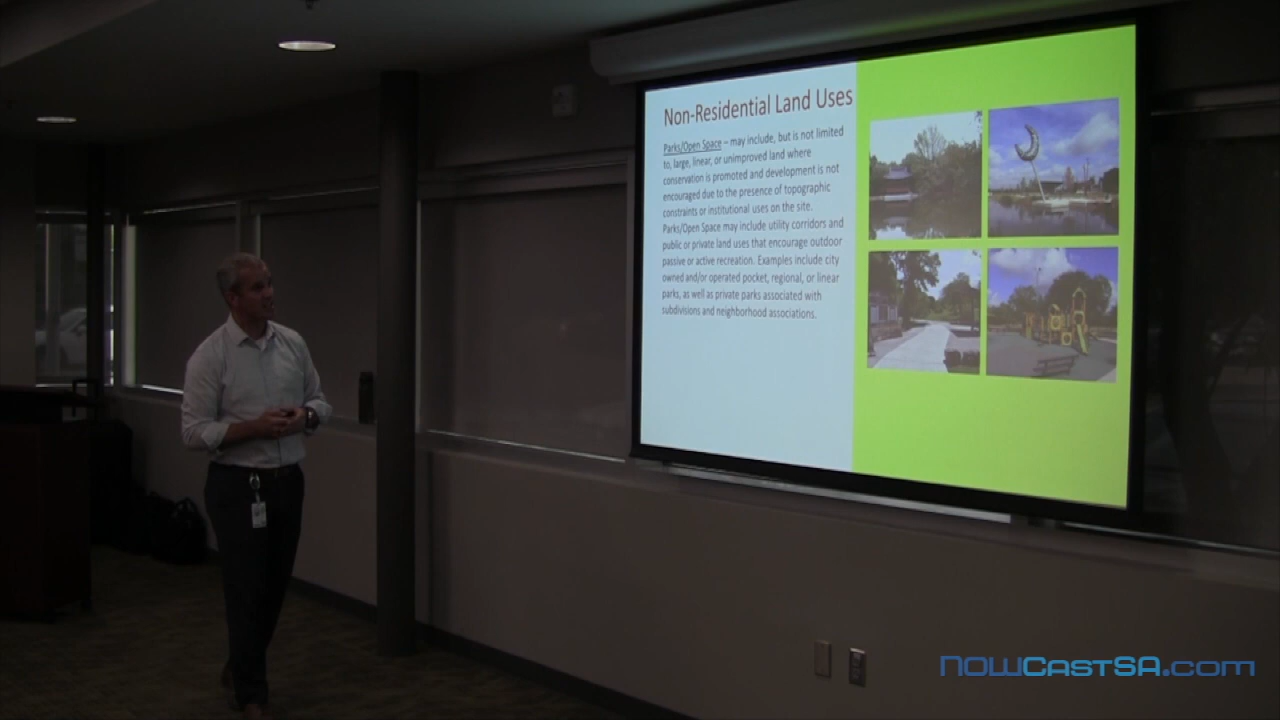 Non-Residential Land Uses
Parks/Open Space – may include, but is not limited
to, large, linear, or unimproved land where
conservation is promoted and development is not
encouraged due to the presence of topographic
constraints or institutional uses on the site.
Parks/Open Space may include utility corridors and
public or private land uses that encourage outdoor
passive or active recreation. Examples include city
owned and/or operated pocket, regional, or linear
parks, as well as private parks associated with
subdivisions and neighborhood associations.
nowcastsa.com